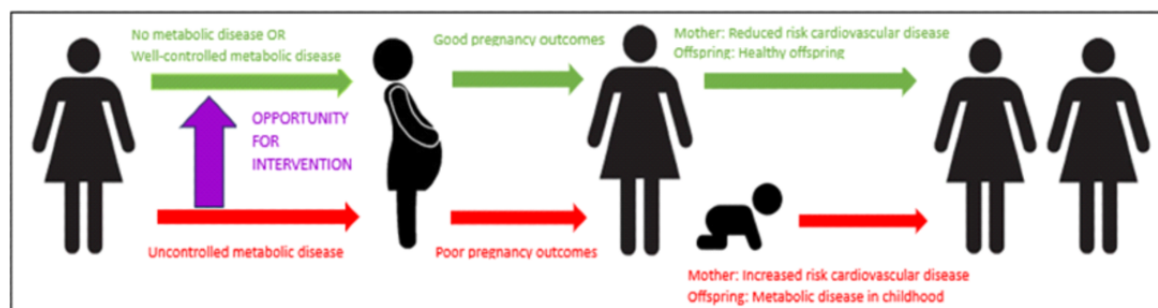 No metabolic disease OR
Well-controlled metabolic disease
OPPORTUNITY
FOR
INTERVENTION
Uncontrolled metabolic disease
Good pregnancy outcomes
Poor pregnancy outcomes
Mother: Reduced risk cardiovascular disease
Offspring: Healthy offspring
Mother: Increased risk cardiovascular disease
Offspring: Metabolic disease in childhood